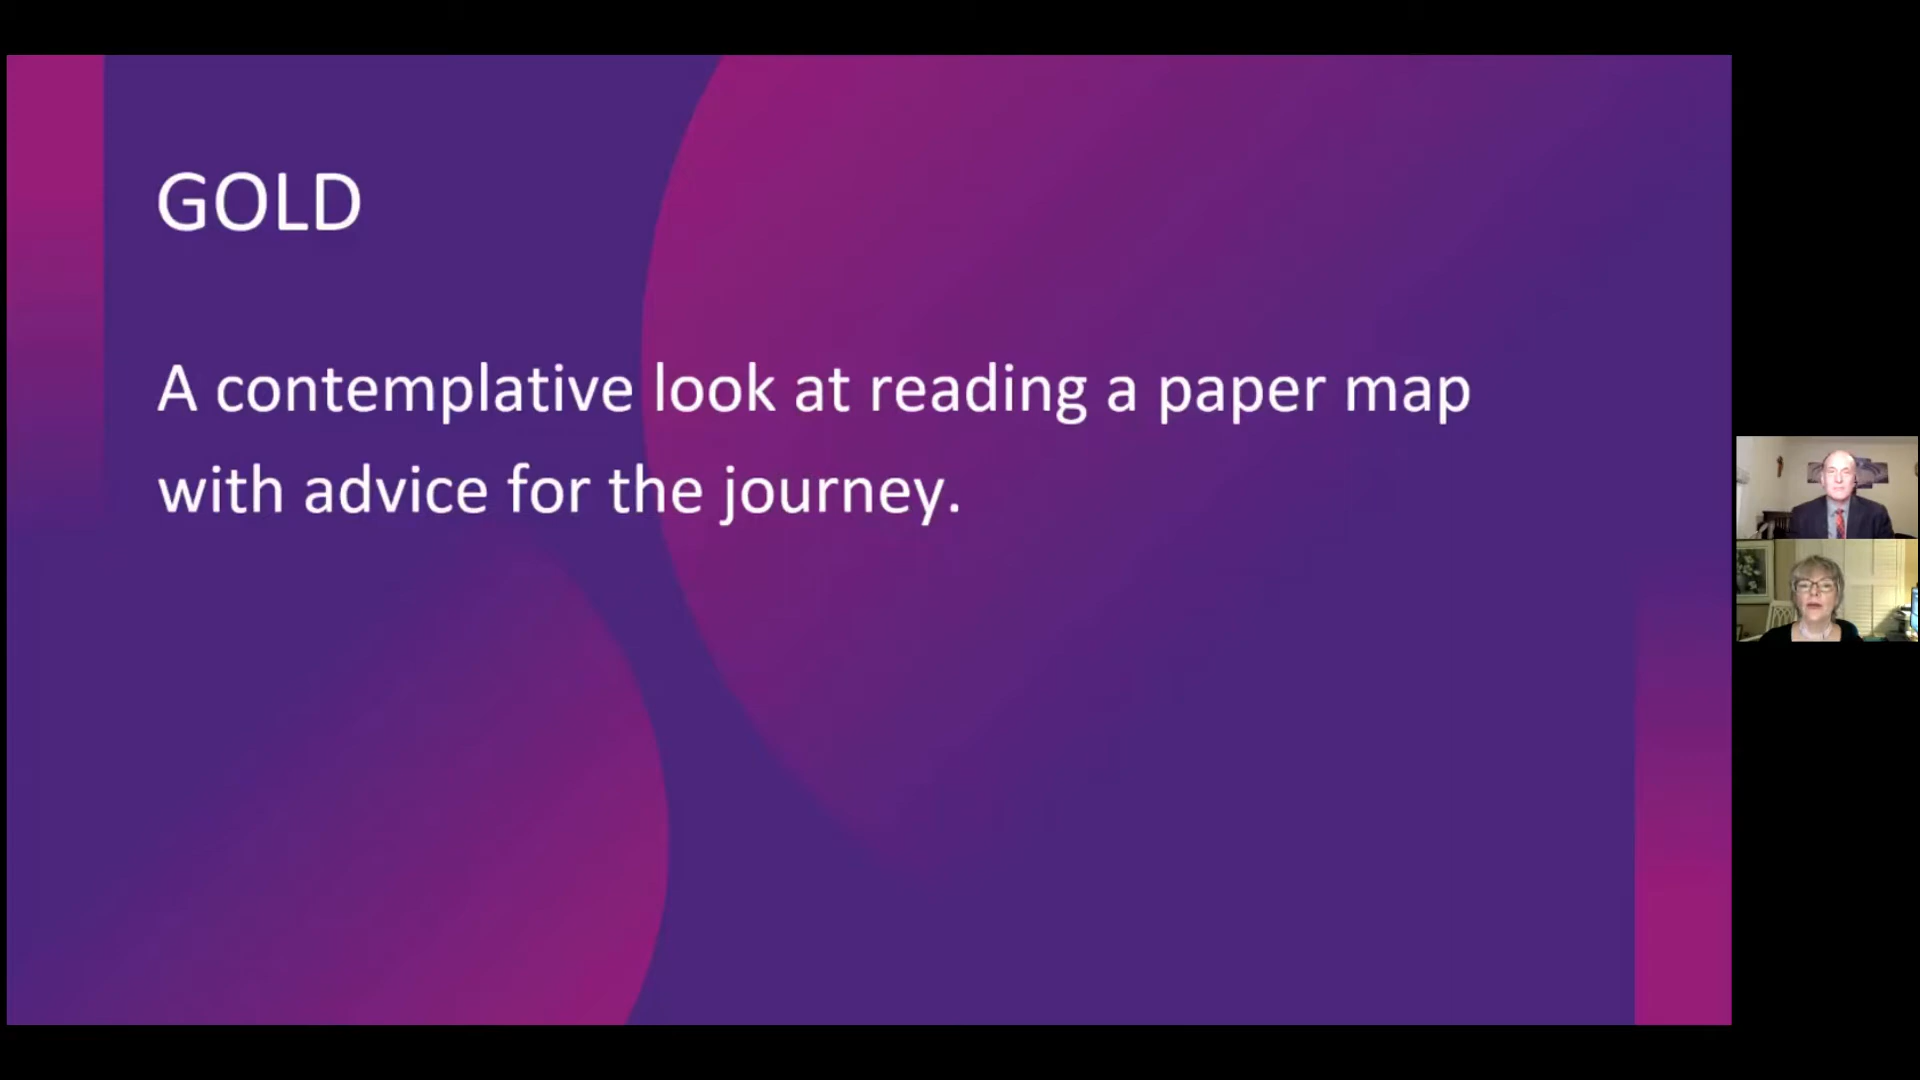 GOLD
A contemplative look at reading a paper map
with advice for the journey.